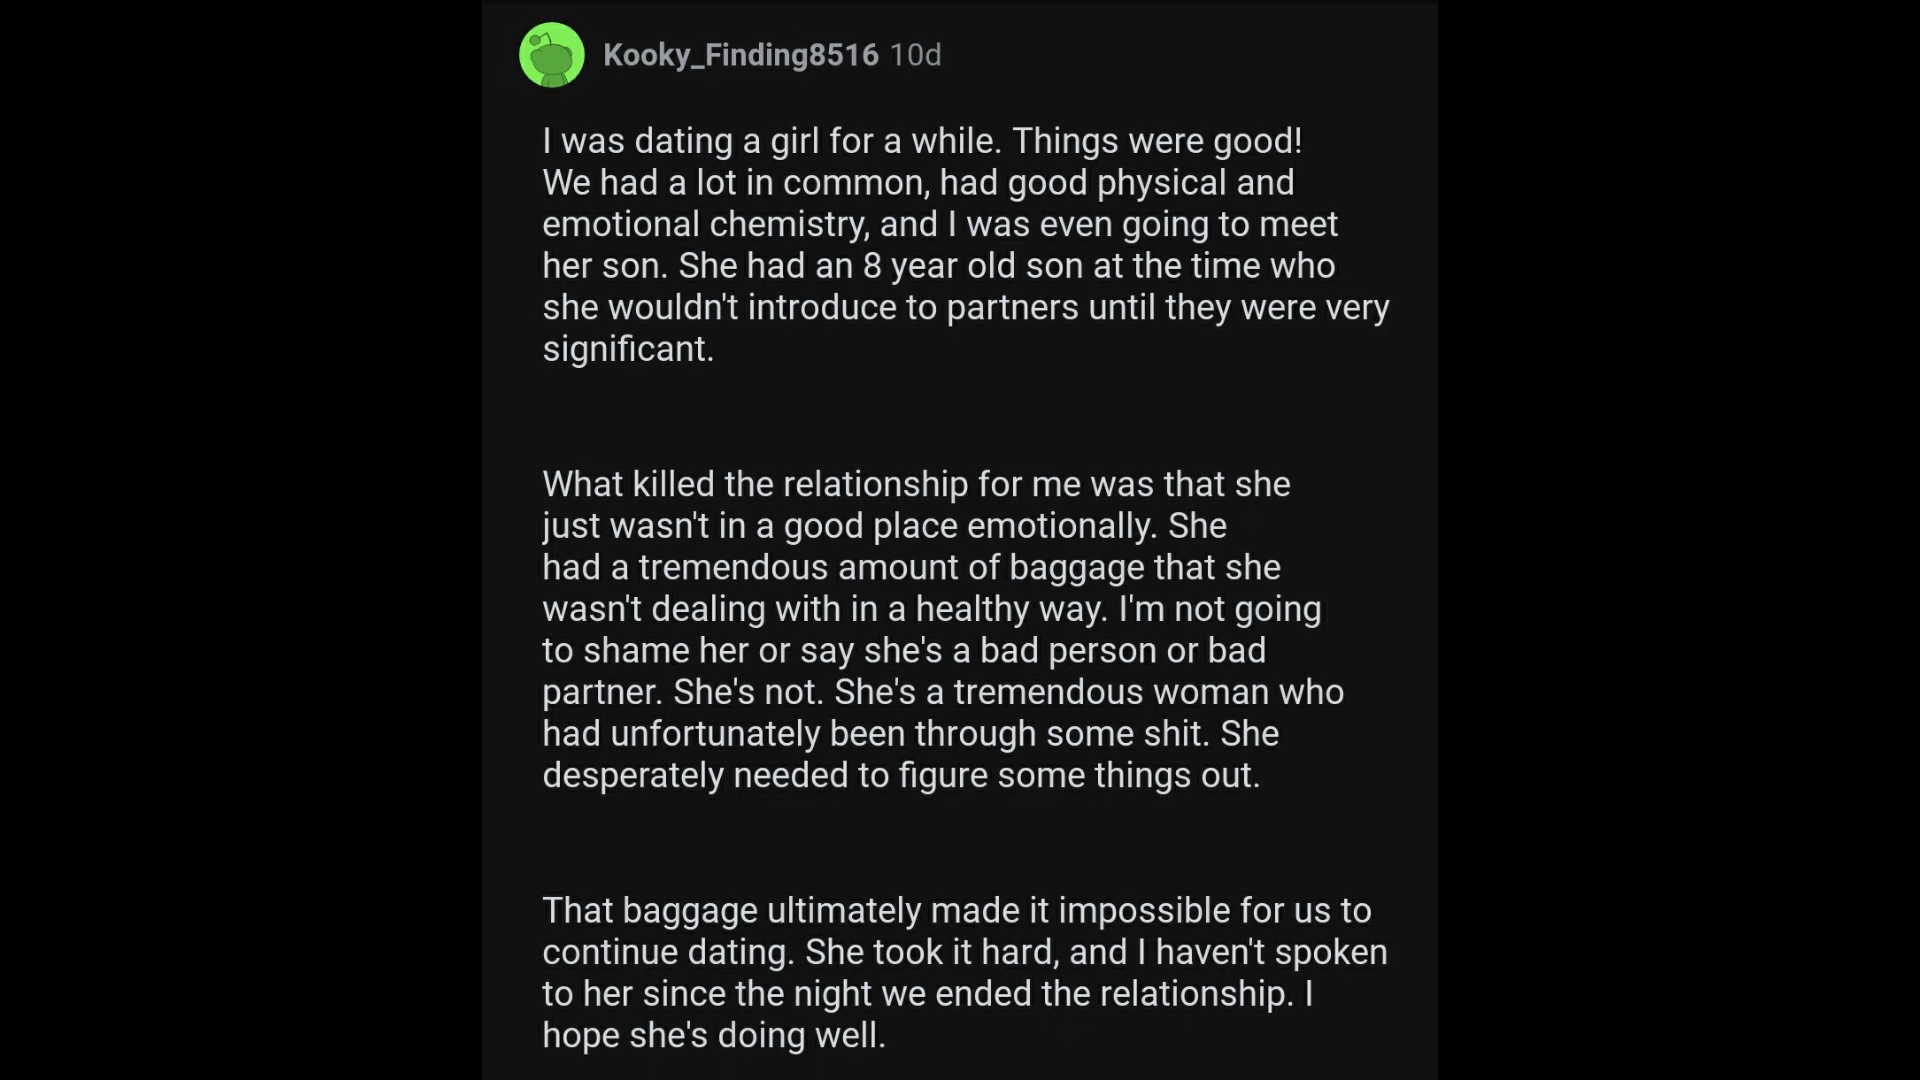 Kooky_Finding8516 10d
I was dating a girl for a while. Things were good!
We had a lot in common, had good physical and
emotional chemistry, and I was even going to meet
her son. She had an 8 year old son at the time who
she wouldn't introduce to partners until they were very
significant.
What killed the relationship for me was that she
just wasn't in a good place emotionally. She
had a tremendous amount of baggage that she
wasn't dealing with in a healthy way. I'm not going
to shame her or say she's a bad person or bad
partner. She's not. She's a tremendous woman who
had unfortunately been through some shit. She
desperately needed to figure some things out.
That baggage ultimately made it impossible for us to
continue dating. She took it hard, and I haven't spoken
to her since the night we ended the relationship. I
hope she's doing well.